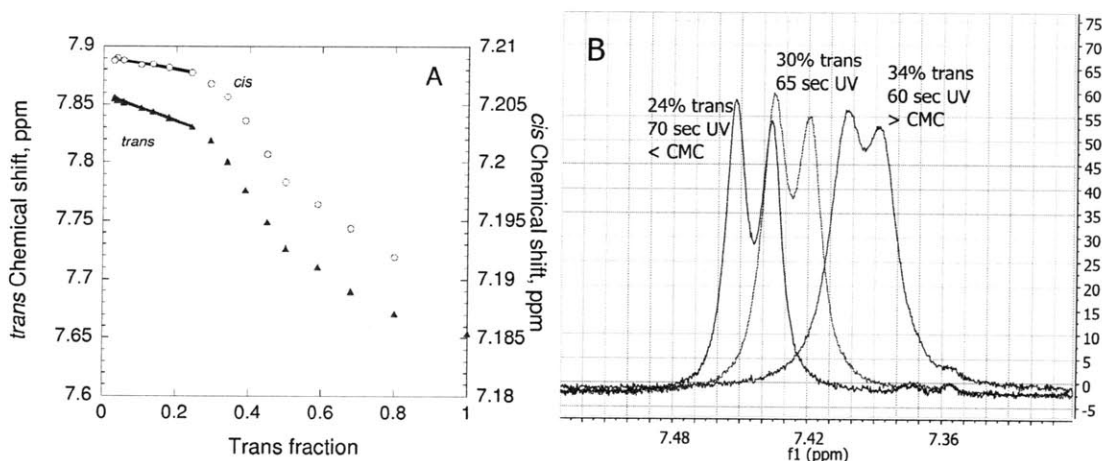 A
7.9
7.85
7.8
7.75
7.7
7.65
7.6
trans Chemical shift, ppm
0
0.2
0.4
0.6
0.8
1
Trans fraction
cis
trans
7.21
7.205
7.2
7.195
7.19
7.185
7.18
cis Chemical shift, ppm
B
24% trans
70 sec UV
< CMC
30% trans
65 sec UV
34% trans
60 sec UV
> CMC
75
70
65
60
55
50
45
40
35
30
25
20
15
10
5
0
-5
7.48
7.42
7.36
f1 (ppm)